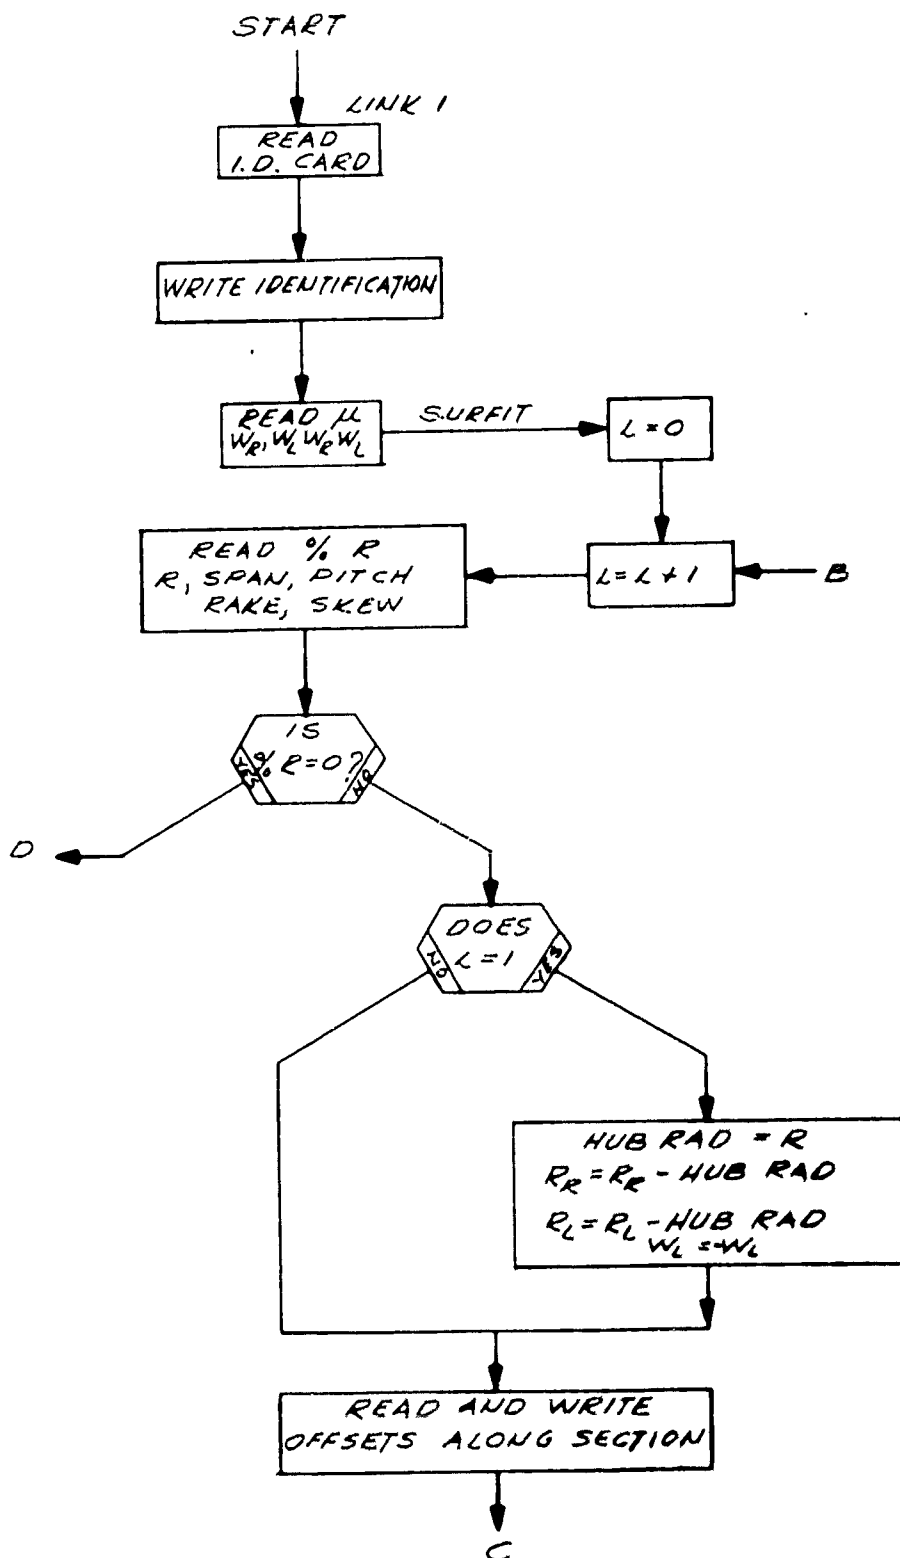 START
LINK 1
READ
I.D. CARD
WRITE IDENTIFICATION
READ μ
W_R, W_L W_R W_L
SURFIT
L = 0
READ % R
R, SPAN, PITCH
RAKE, SKEW
L = L + 1
B
IS
% R = 0?
YES
NO
D
DOES
L = 1
NO
YES
HUB RAD = R
R_R = R_R - HUB RAD
R_L = R_L - HUB RAD
W_L = -W_L
READ AND WRITE
OFFSETS ALONG SECTION
C